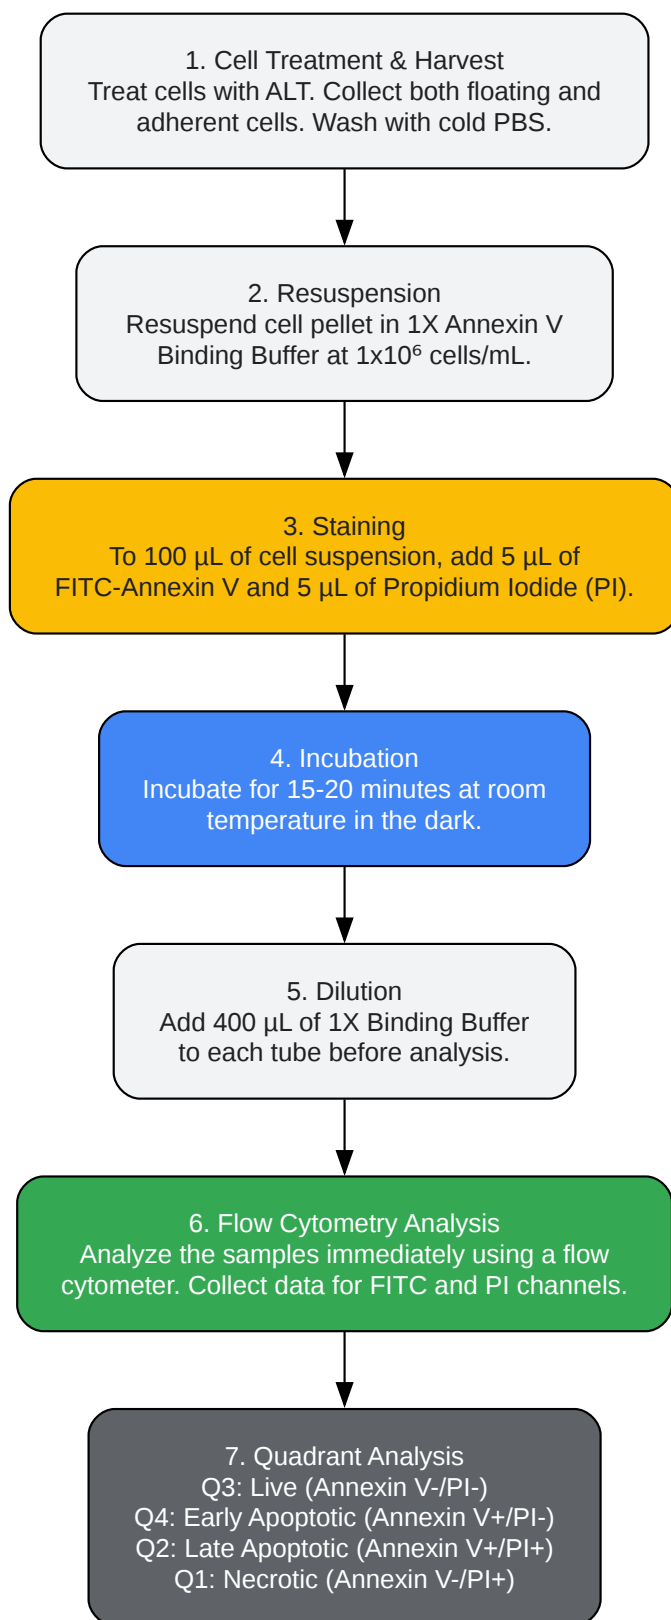 1. Cell Treatment & Harvest
Treat cells with ALT. Collect both floating and
adherent cells. Wash with cold PBS.
2. Resuspension
Resuspend cell pellet in 1X Annexin V
Binding Buffer at 1x10⁶ cells/mL.
3. Staining
To 100 µL of cell suspension, add 5 µL of
FITC-Annexin V and 5 µL of Propidium Iodide (PI).
4. Incubation
Incubate for 15-20 minutes at room
temperature in the dark.
5. Dilution
Add 400 µL of 1X Binding Buffer
to each tube before analysis.
6. Flow Cytometry Analysis
Analyze the samples immediately using a flow
cytometer. Collect data for FITC and PI channels.
7. Quadrant Analysis
Q3: Live (Annexin V-/PI-)
Q4: Early Apoptotic (Annexin V+/PI-)
Q2: Late Apoptotic (Annexin V+/PI+)
Q1: Necrotic (Annexin V-/PI+)